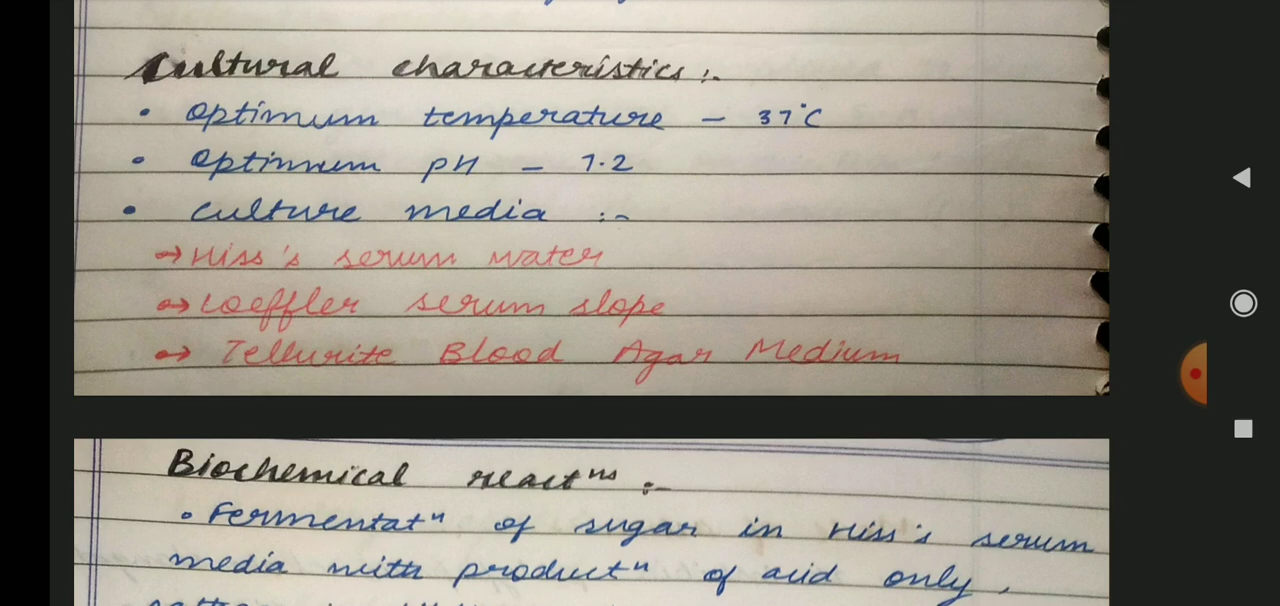 Cultural characteristics :-
• Optimum temperature – 37°C
• Optimum pH – 7.2
• Culture media :-
→ Hiss's serum water
→ Loeffler serum slope
→ Tellurite Blood Agar Medium
Biochemical reactⁿˢ :-
• Fermentatⁿ of sugar in Hiss's serum
media with productⁿ of acid only,